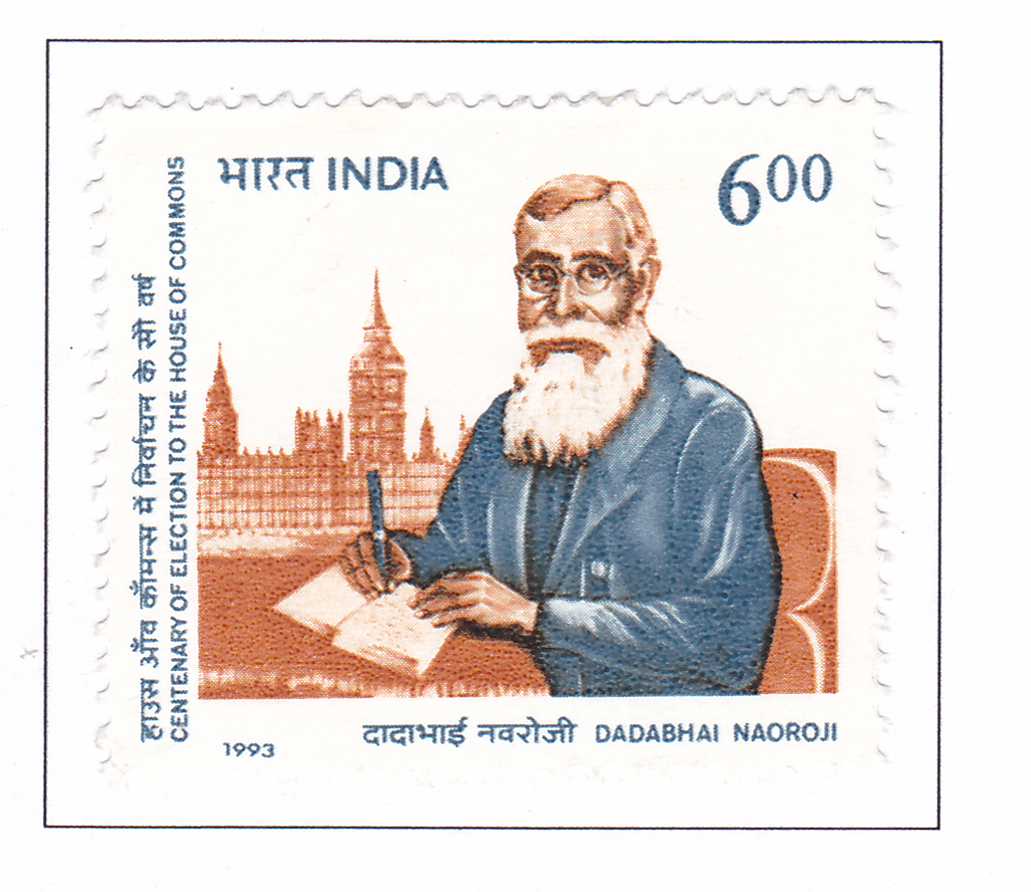 भारत INDIA
600
हाउस ऑव कॉमन्स में निर्वाचन के सौ वर्ष
CENTENARY OF ELECTION TO THE HOUSE OF COMMONS
1993
दादाभाई नवरोजी DADABHAI NAOROJI